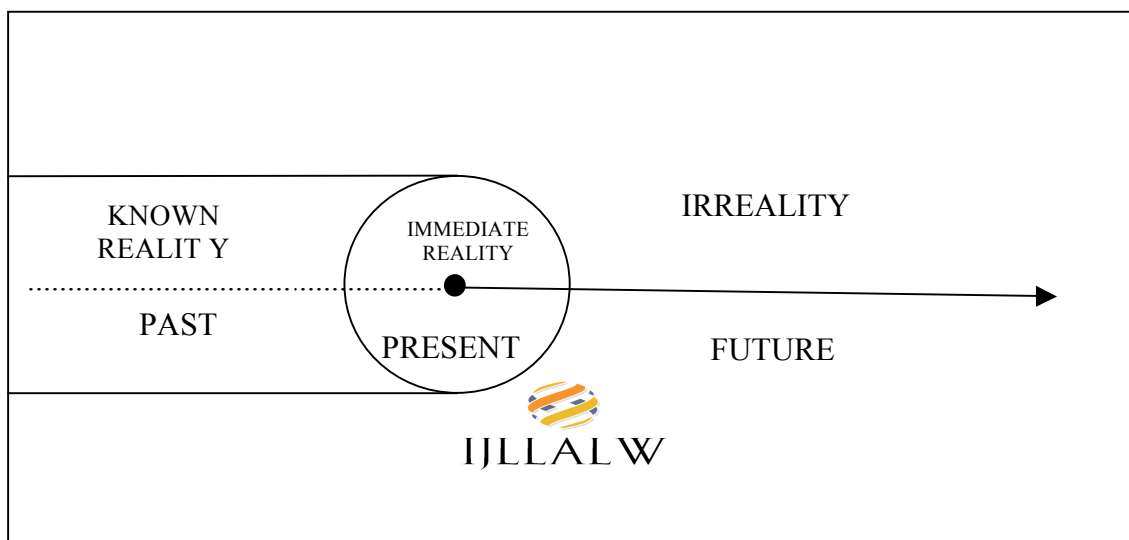 KNOWN
REALIT Y
IMMEDIATE
REALITY
IRREALITY
PAST
PRESENT
FUTURE
IJLLALW